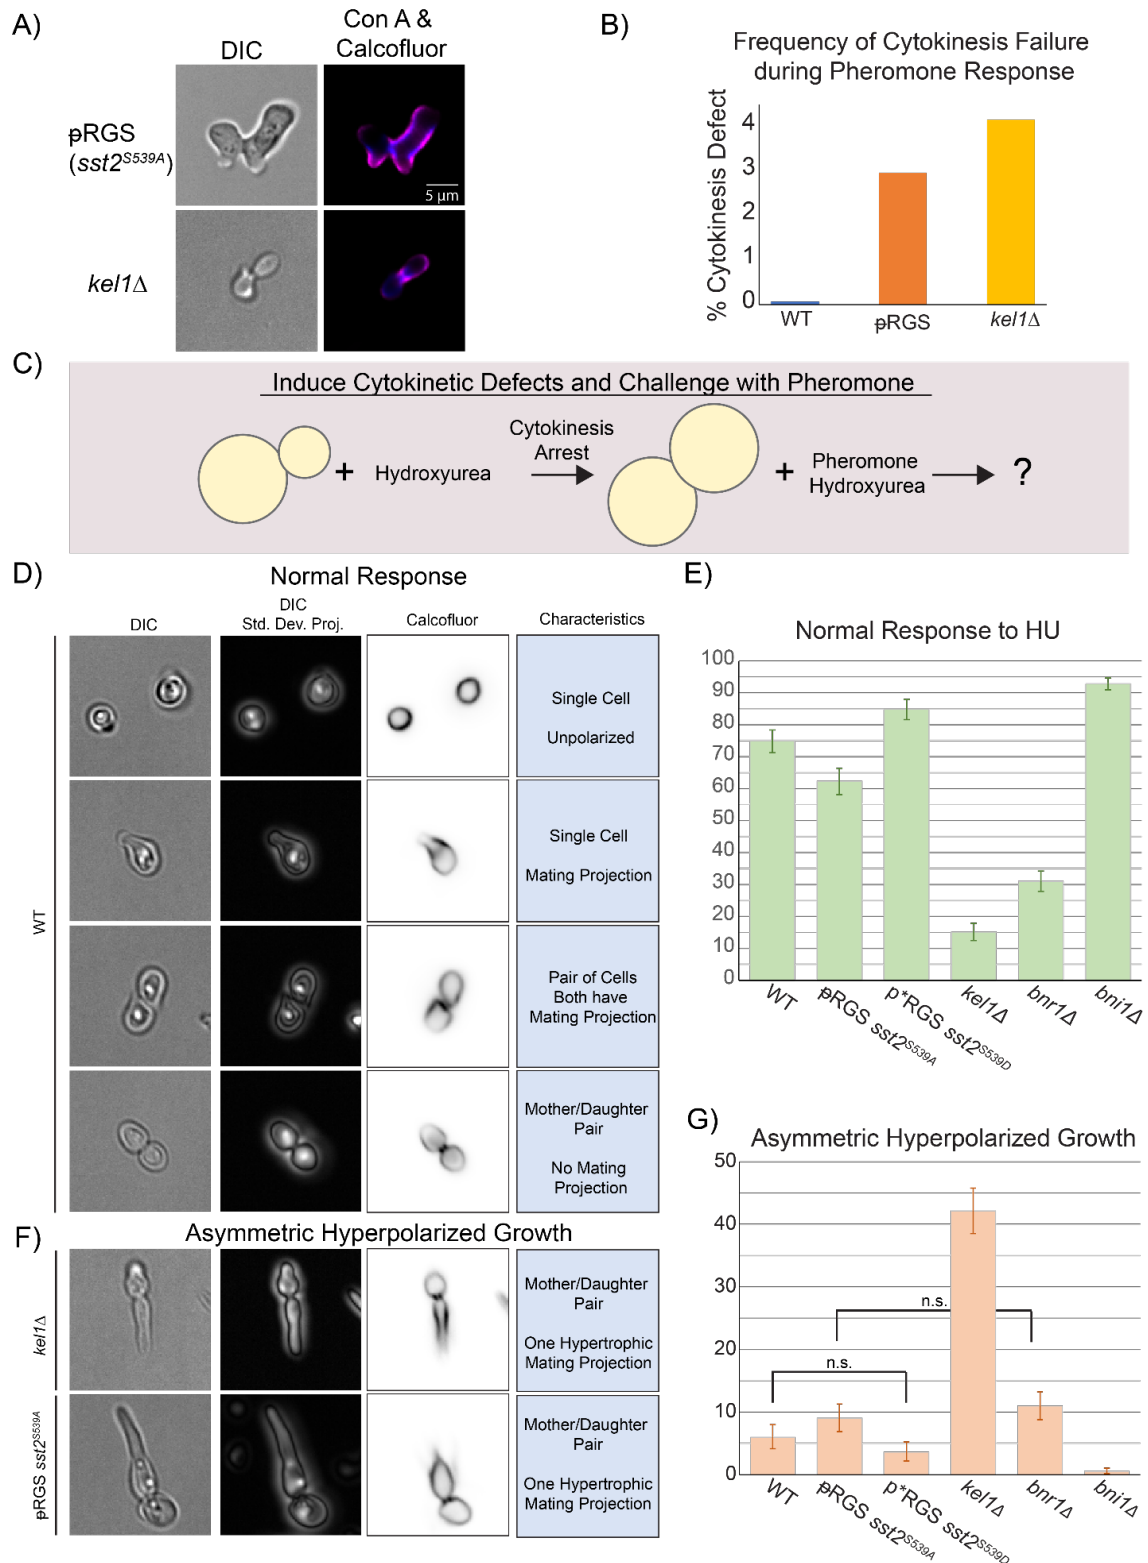 A)
DIC
Con A &
Calcofluor
pRGS
(sst2S539A)
5 µm
kel1Δ
B)
Frequency of Cytokinesis Failure
during Pheromone Response
% Cytokinesis Defect
4
3
2
1
0
WT
pRGS
kel1Δ
C)
Induce Cytokinetic Defects and Challenge with Pheromone
+
Hydroxyurea
Cytokinesis
Arrest
+
Pheromone
Hydroxyurea
?
D)
Normal Response
DIC
DIC
Std. Dev. Proj.
Calcofluor
Characteristics
WT
Single Cell
Unpolarized
Single Cell
Mating Projection
Pair of Cells
Both have
Mating Projection
Mother/Daughter
Pair
No Mating
Projection
E)
Normal Response to HU
100
90
80
70
60
50
40
30
20
10
0
WT
pRGS sst2S539A
p*RGS sst2S539D
kel1Δ
bnr1Δ
bni1Δ
F)
Asymmetric Hyperpolarized Growth
kel1Δ
Mother/Daughter
Pair
One Hypertrophic
Mating Projection
pRGS sst2S539A
Mother/Daughter
Pair
One Hypertrophic
Mating Projection
G)
Asymmetric Hyperpolarized Growth
50
40
30
20
10
0
n.s.
n.s.
WT
pRGS sst2S539A
p*RGS sst2S539D
kel1Δ
bnr1Δ
bni1Δ